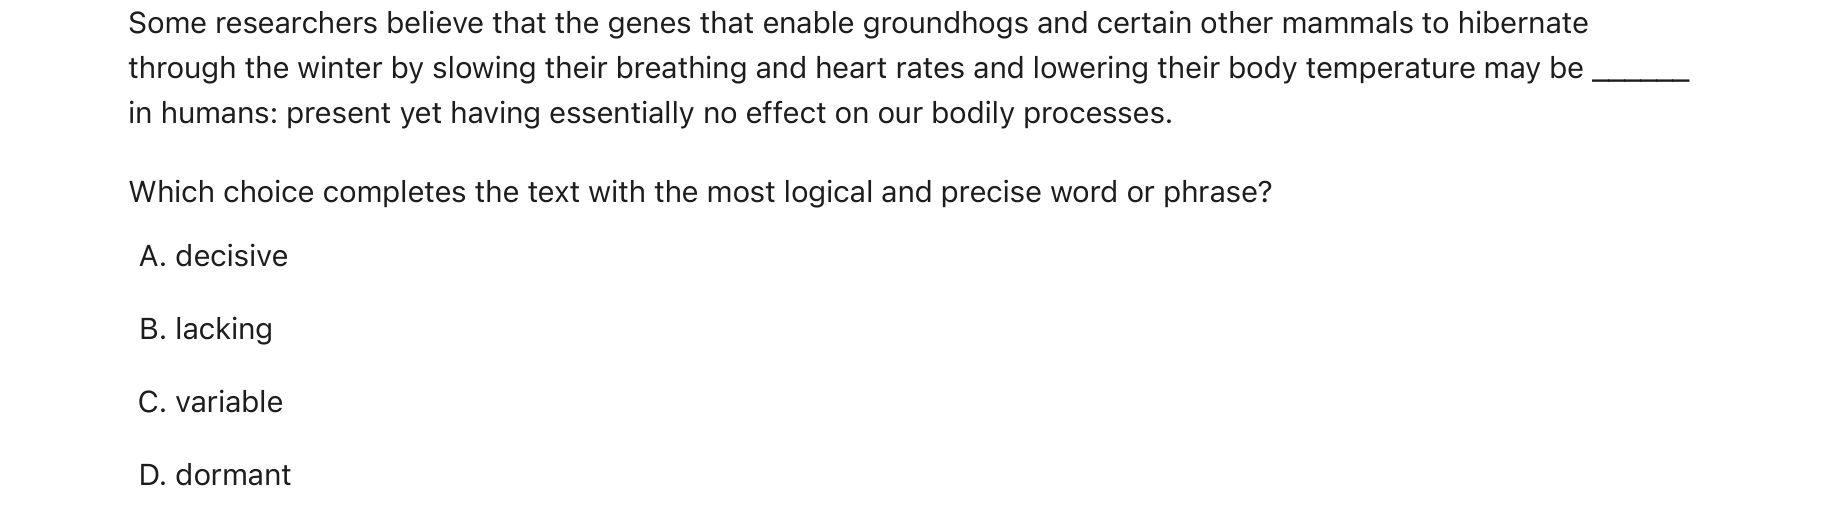 Some researchers believe that the genes that enable groundhogs and certain other mammals to hibernate
through the winter by slowing their breathing and heart rates and lowering their body temperature may be ______
in humans: present yet having essentially no effect on our bodily processes.
Which choice completes the text with the most logical and precise word or phrase?
A. decisive
B. lacking
C. variable
D. dormant